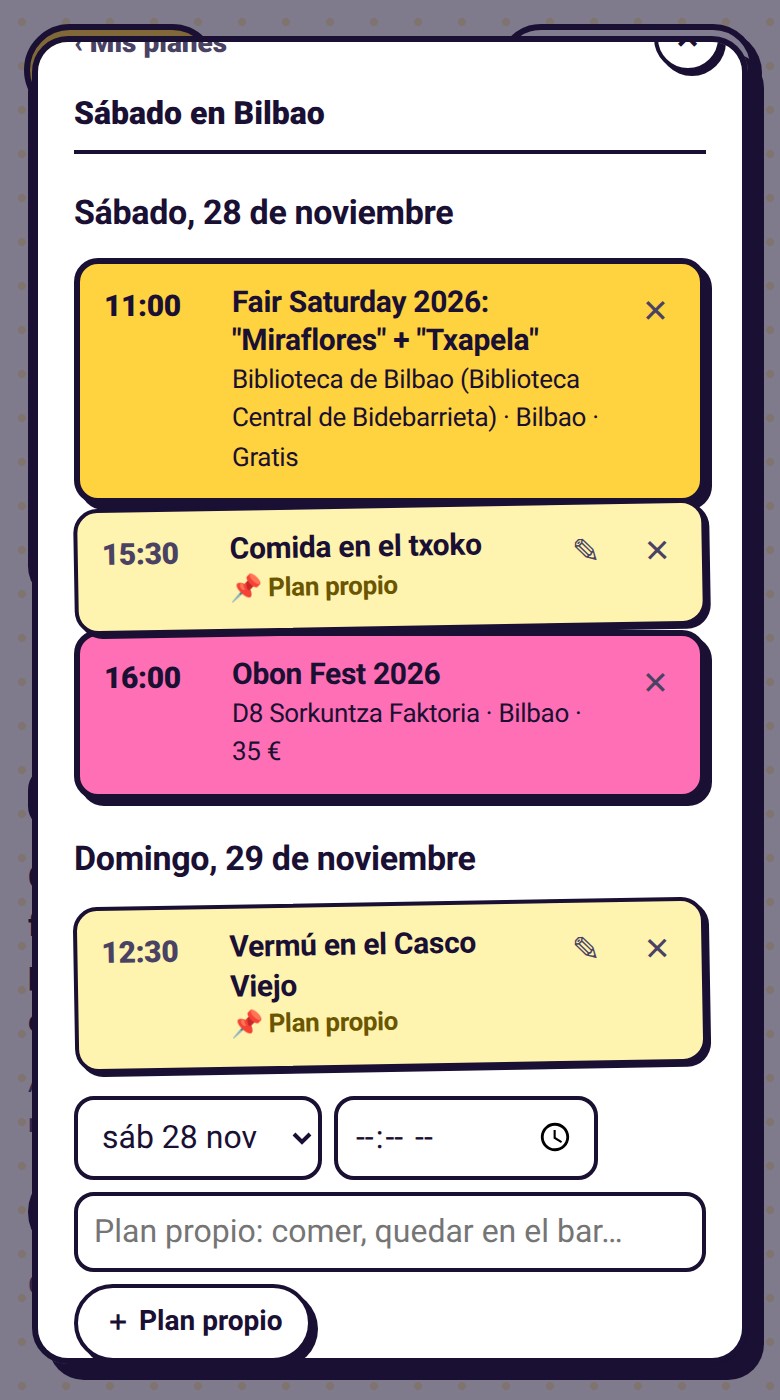 ‹ Mis planes
Sábado en Bilbao
Sábado, 28 de noviembre
11:00
Fair Saturday 2026:
"Miraflores" + "Txapela"
Biblioteca de Bilbao (Biblioteca
Central de Bidebarrieta) · Bilbao ·
Gratis
15:30
Comida en el txoko
📌 Plan propio
16:00
Obon Fest 2026
D8 Sorkuntza Faktoria · Bilbao ·
35 €
Domingo, 29 de noviembre
12:30
Vermú en el Casco
Viejo
📌 Plan propio
sáb 28 nov
--:-- --
Plan propio: comer, quedar en el bar...
+ Plan propio